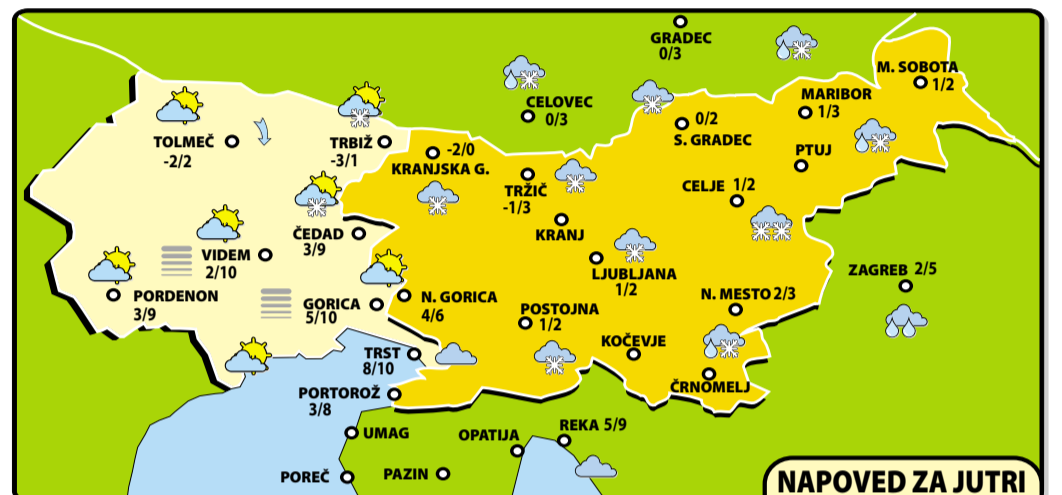 GRADEC
0/3
M. SOBOTA
1/2
CELOVEC
0/3
MARIBOR
1/3
0/2
S. GRADEC
TOLMEČ
-2/2
TRBIŽ
-3/1
-2/0
KRANJSKA G.
PTUJ
TRŽIČ
-1/3
CELJE 1/2
KRANJ
ČEDAD
3/9
VIDEM
2/10
LJUBLJANA
1/2
ZAGREB 2/5
PORDENON
3/9
GORICA
5/10
N. GORICA
4/6
N. MESTO 2/3
POSTOJNA
1/2
KOČEVJE
TRST
8/10
ČRNOMELJ
PORTOROŽ
3/8
UMAG
OPATIJA
REKA 5/9
POREČ
PAZIN
NAPOVED ZA JUTRI